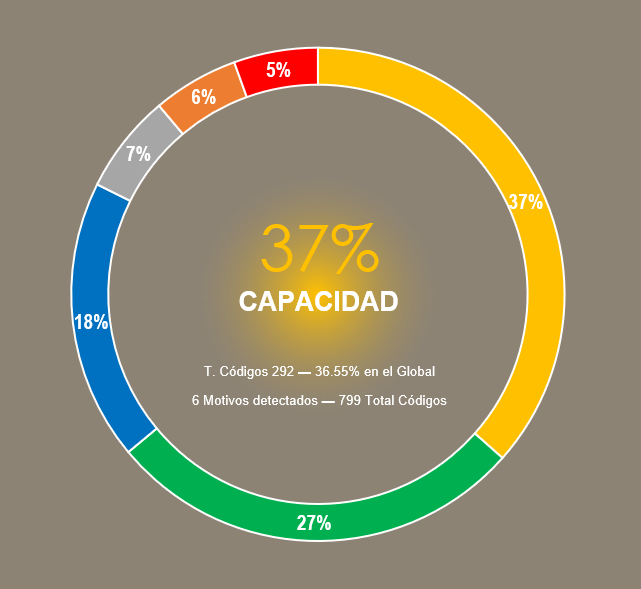 5%
6%
7%
37%
37%
CAPACIDAD
18%
T. Códigos 292 — 36.55% en el Global
6 Motivos detectados — 799 Total Códigos
27%